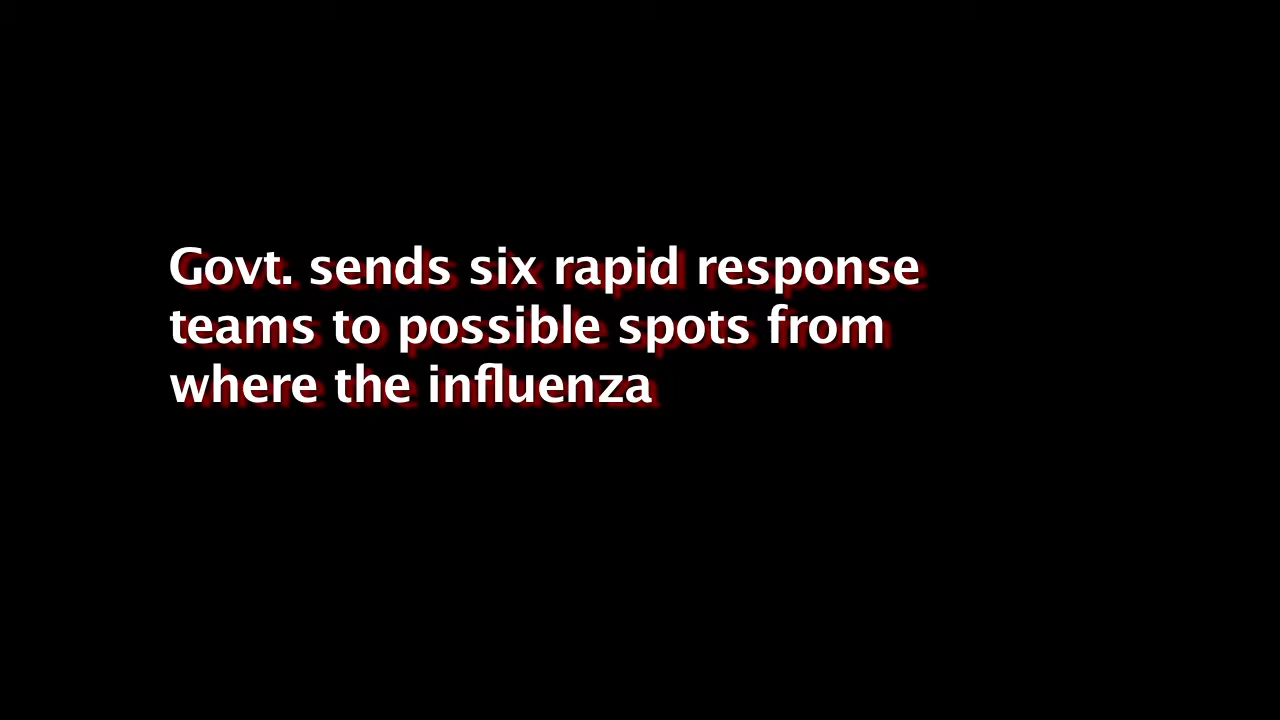 Govt. sends six rapid response
teams to possible spots from
where the influenza